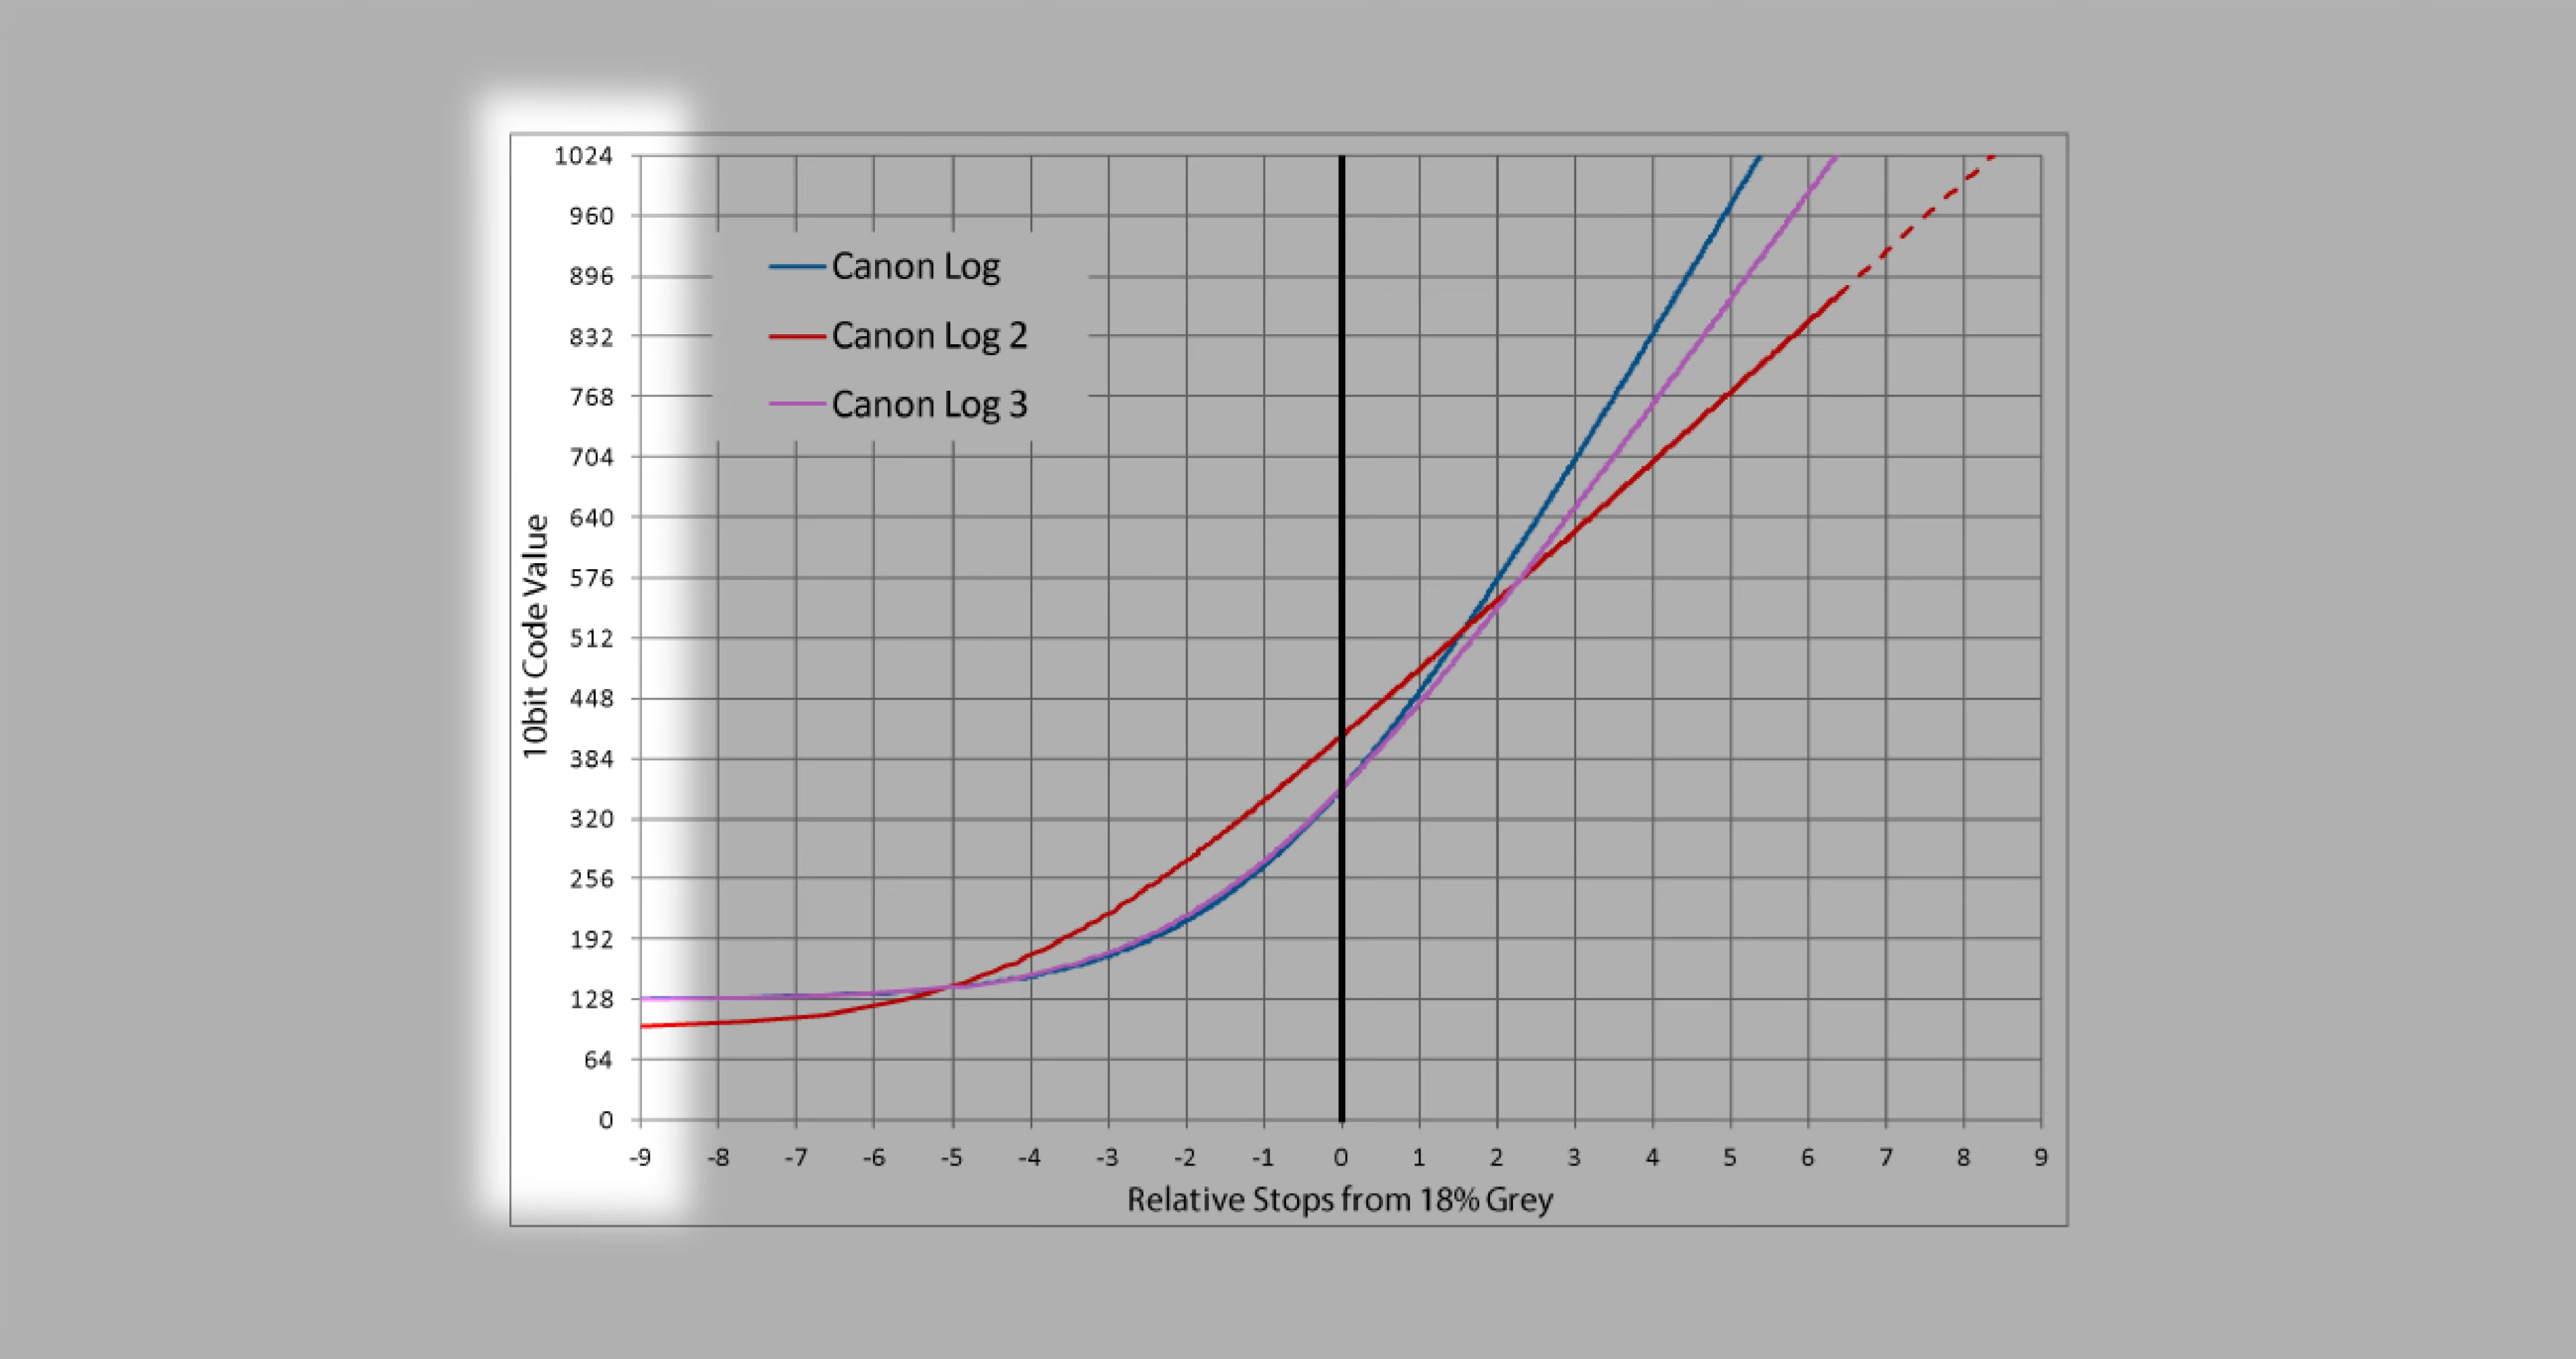 1024
960
896
832
768
704
640
576
512
448
384
320
256
192
128
64
0
10bit Code Value
Canon Log
Canon Log 2
Canon Log 3
-9 -8 -7 -6 -5 -4 -3 -2 -1 0 1 2 3 4 5 6 7 8 9
Relative Stops from 18% Grey